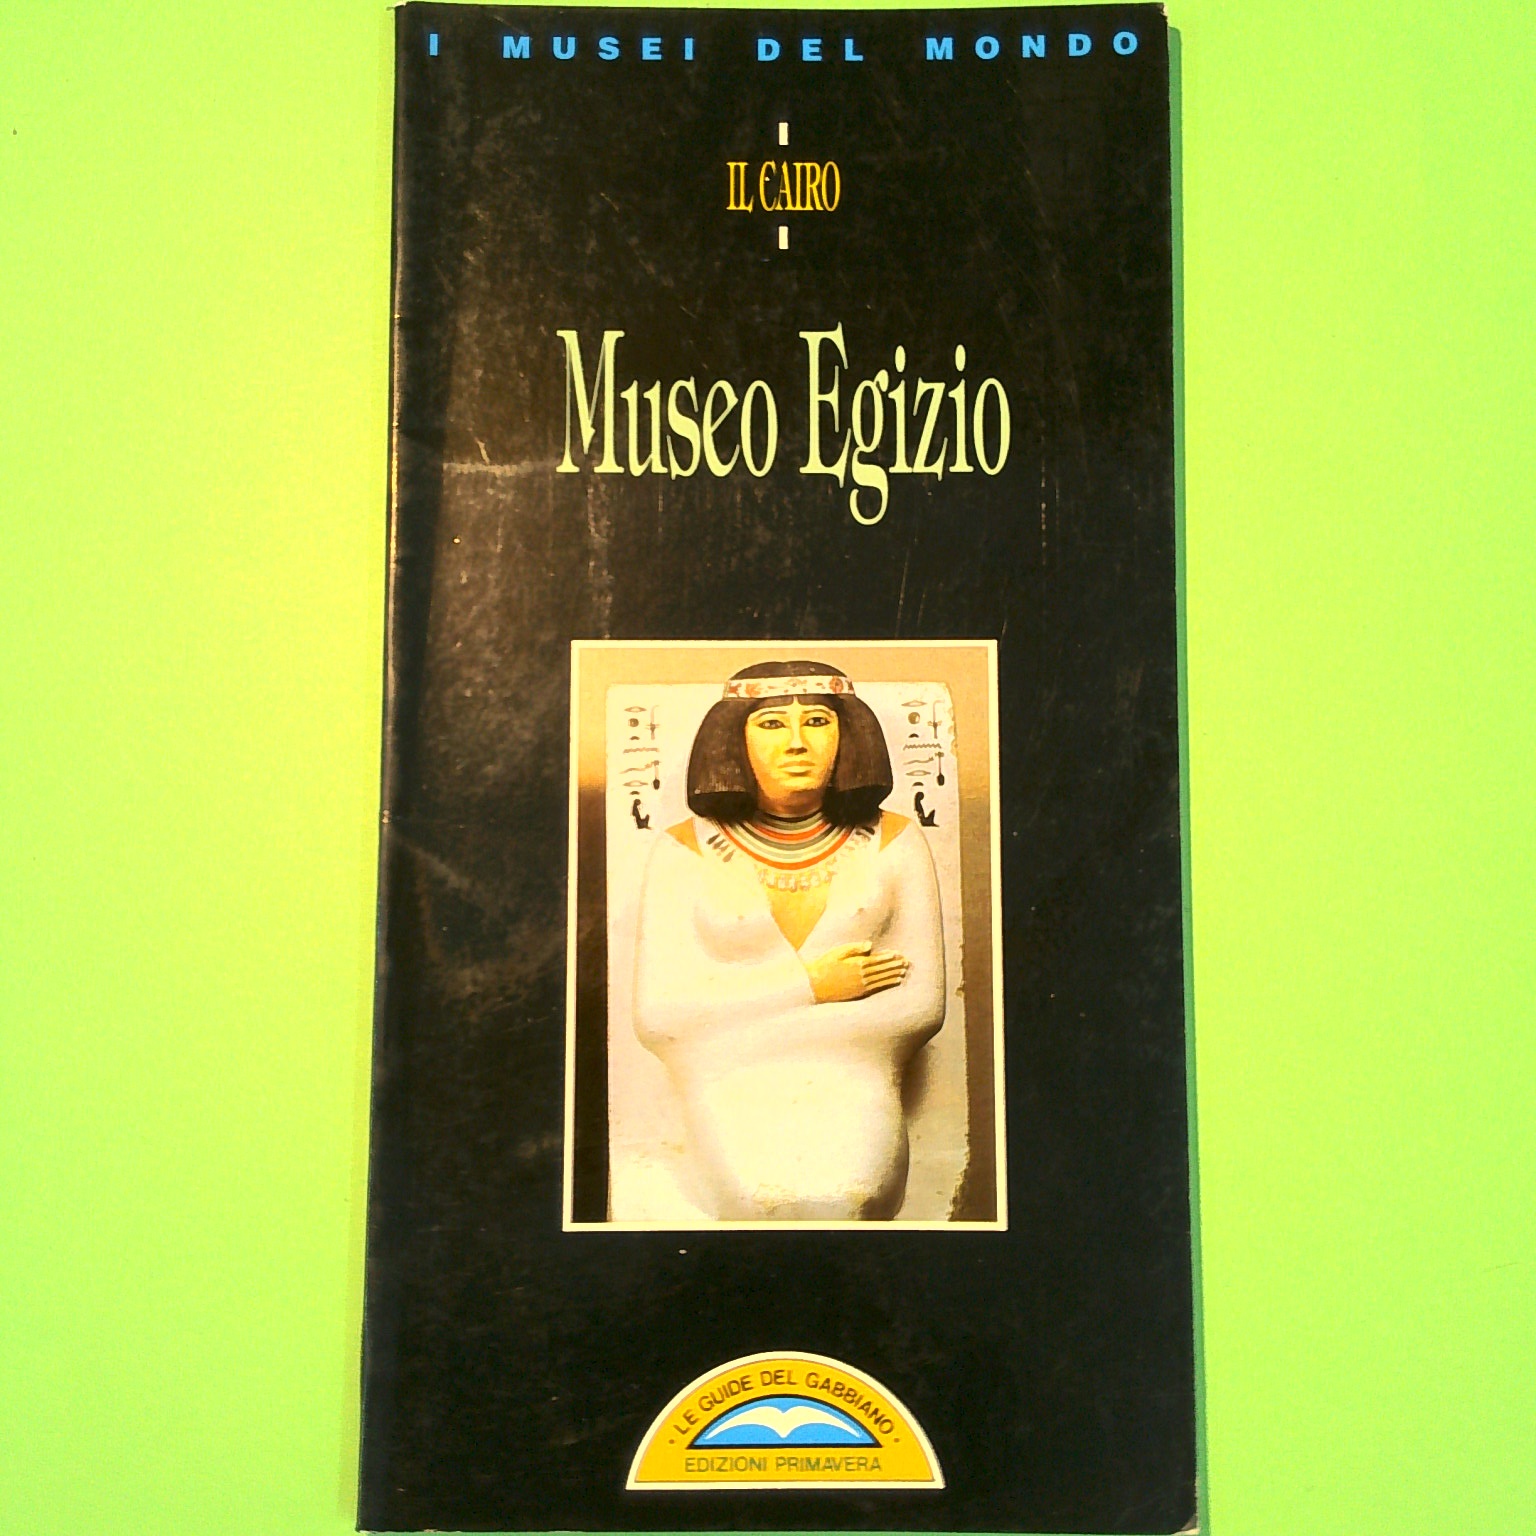 I MUSEI DEL MONDO
IL CAIRO
Museo Egizio
• LE GUIDE DEL GABBIANO •
EDIZIONI PRIMAVERA